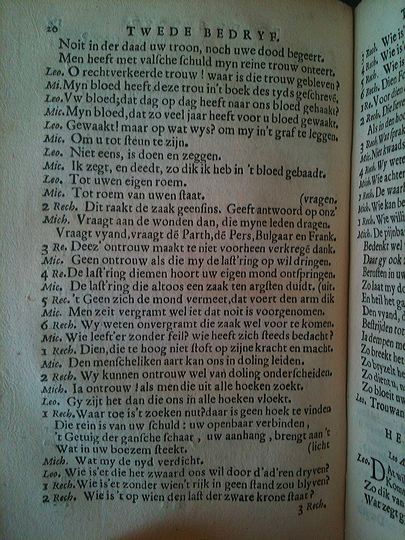 20 TWEDE BEDRYF.
Noit in der daad uw troon, noch uwe dood begeert.
Men heeft met valsche schuld myn reine trouw onteert.
Leo. O rechtverkeerde trouw! waar is die trouw gebleven?
Mi. Myn bloed heeft deze trou in't boek des tyds geschrevē,
Leo. Uw bloed, dat dag op dag heeft naar ons bloed gehaakt?
Mic. Myn bloed, dat zo veel jaar heeft voor u bloed gewaakt.
Leo. Gewaakt! maar op wat wys? om my in't graf te leggen.
Mic. Om u tot steun te zijn.
Leo. Niet eens, is doen en zeggen.
Mic. Ik zegt, en deedt, zo dik ik heb in 't bloed gebaadt.
Leo. Tot uwen eigen roem.
Mic. Tot roem van uwen staat. (vragen.
2 Rech. Dit raakt de zaak geensins. Geeft antwoord op onz'
Mich. Vraagt aan de wonden dan, die myne leden dragen.
Vraagt vyand, vraagt dē Parth, dē Pers, Bulgaar en Frank.
3 Re. Deez' ontrouw maakt te niet voorheen verkregē dank.
Mic. Geen ontrouw als die my de last'ring op wil dringen.
4 Re. De last'ring diemen hoort uw eigen mond ontspringen.
Mic. De last'ring die altoos een zaak ten argsten duidt. (uit.
5 Rec. 't Geen zich de mond vermeet, dat voert den arm dik
Mic. Men zeit vergramt wel iet dat noit is voorgenomen.
6 Rech. Wy weten onvergramt die zaak wel voor te komen.
Mic. Wie leeft'er zonder feil? wie heeft zich steeds bedacht?
1 Rech. Dien, die te hoog niet stoft op zijne kracht en macht.
Mic. Den menscheliken aart kan ons in doling leiden.
2 Rech. Wy kunnen ontrouw wel van doling onderscheiden.
Mich. Ja ontrouw! als men die uit alle hoeken zoekt.
Leo. Gy zijt het dan die ons in alle hoeken vloekt.
1 Rech. Waar toe is't zoeken nut? daar is geen hoek te vinden
Die rein is van uw schuld: uw openbaar verbinden,
't Getuig der gansche schaar, uw aanhang, brengt aan 't
Wat in uw boezem steekt. (licht
Mich. Wat my de nyd verdicht.
Leo. Wie is'et die het zwaard ons wil door d'ad'ren dryven?
1 Rech. Wie is'et zonder wien't rijk in geen stand zou blyven?
2 Rech. Wie is 't op wien den last der zware krone staat?
3 Rech.